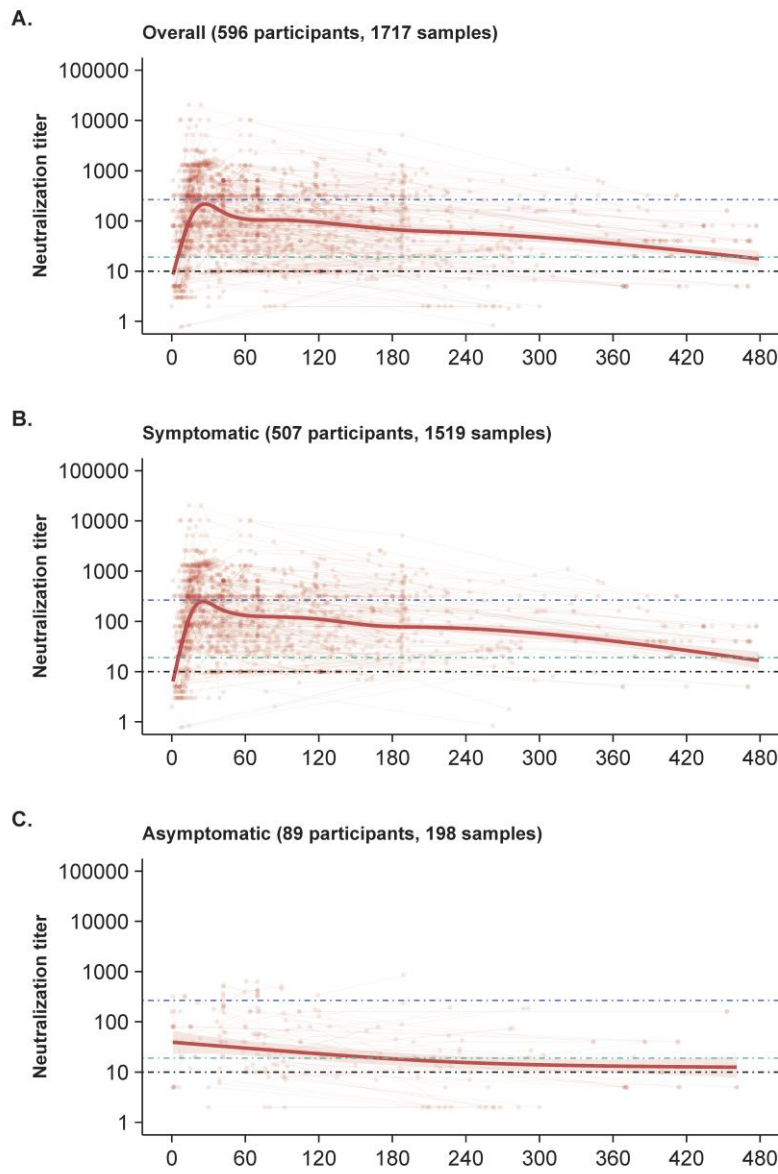 A.
Overall (596 participants, 1717 samples)
Neutralization titer
100000
10000
1000
100
10
1
0 60 120 180 240 300 360 420 480
B.
Symptomatic (507 participants, 1519 samples)
Neutralization titer
100000
10000
1000
100
10
1
0 60 120 180 240 300 360 420 480
C.
Asymptomatic (89 participants, 198 samples)
Neutralization titer
100000
10000
1000
100
10
1
0 60 120 180 240 300 360 420 480